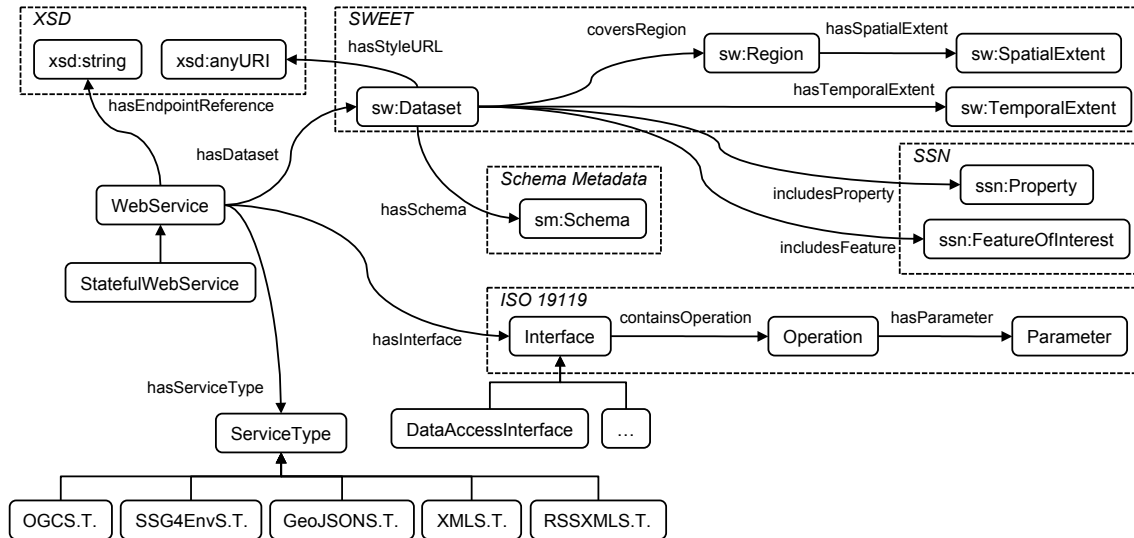 XSD
SWEET
xsd:string
xsd:anyURI
hasStyleURL
coversRegion
sw:Region
hasSpatialExtent
sw:SpatialExtent
hasEndpointReference
sw:Dataset
hasTemporalExtent
sw:TemporalExtent
hasDataset
SSN
Schema Metadata
includesProperty
ssn:Property
WebService
hasSchema
sm:Schema
includesFeature
ssn:FeatureOfInterest
StatefulWebService
ISO 19119
hasInterface
Interface
containsOperation
Operation
hasParameter
Parameter
hasServiceType
ServiceType
DataAccessInterface
...
OGCS.T.
SSG4EnvS.T.
GeoJSONS.T.
XMLS.T.
RSSXMLS.T.